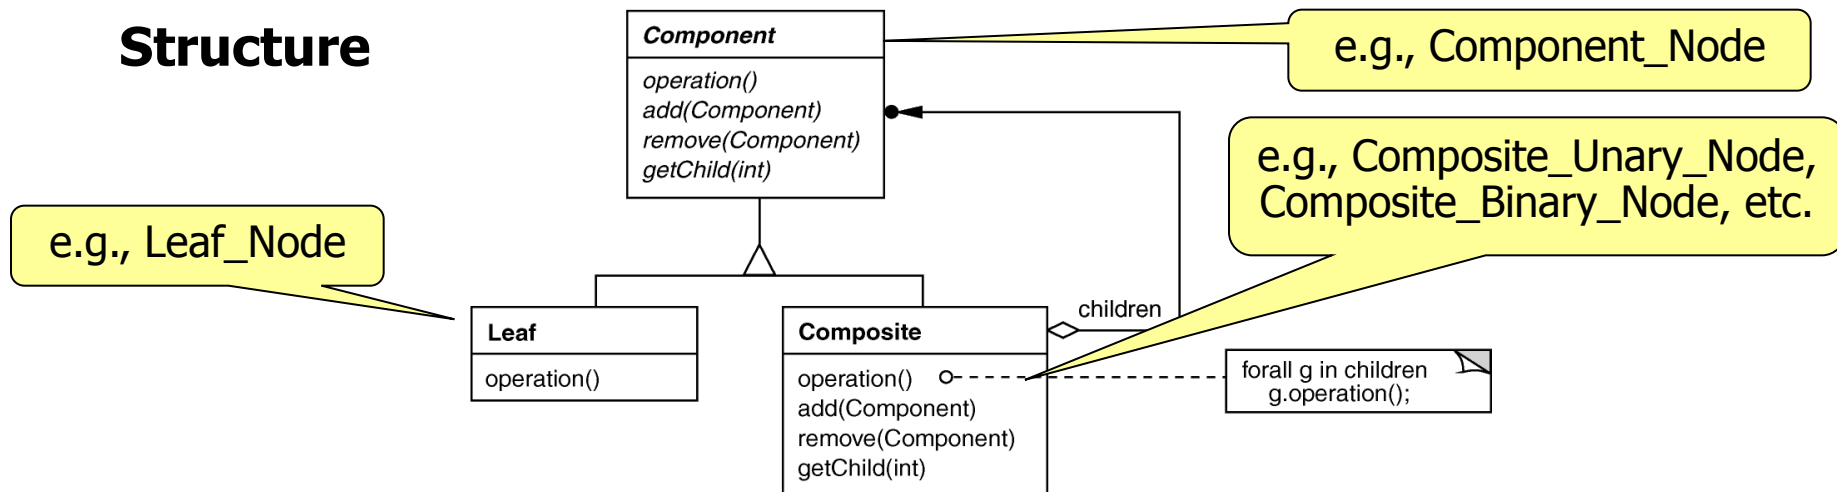 Structure
Component
operation()
add(Component)
remove(Component)
getChild(int)
e.g., Component_Node
e.g., Composite_Unary_Node,
Composite_Binary_Node, etc.
e.g., Leaf_Node
Leaf
operation()
Composite
operation()
add(Component)
remove(Component)
getChild(int)
children
forall g in children
g.operation();